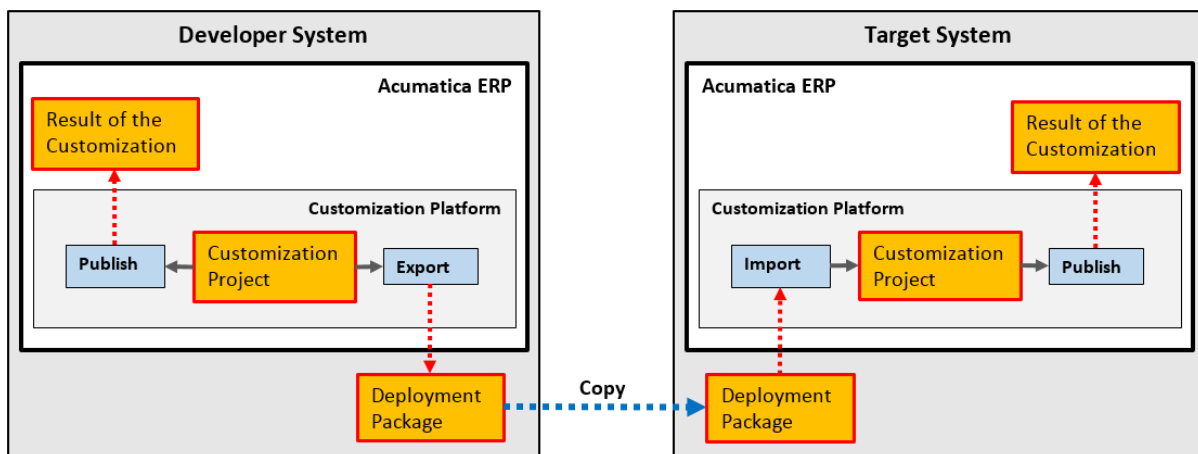 Developer System
Acumatica ERP
Result of the
Customization
Customization Platform
Publish
Customization
Project
Export
Deployment
Package
Copy
Target System
Acumatica ERP
Result of the
Customization
Customization Platform
Import
Customization
Project
Publish
Deployment
Package